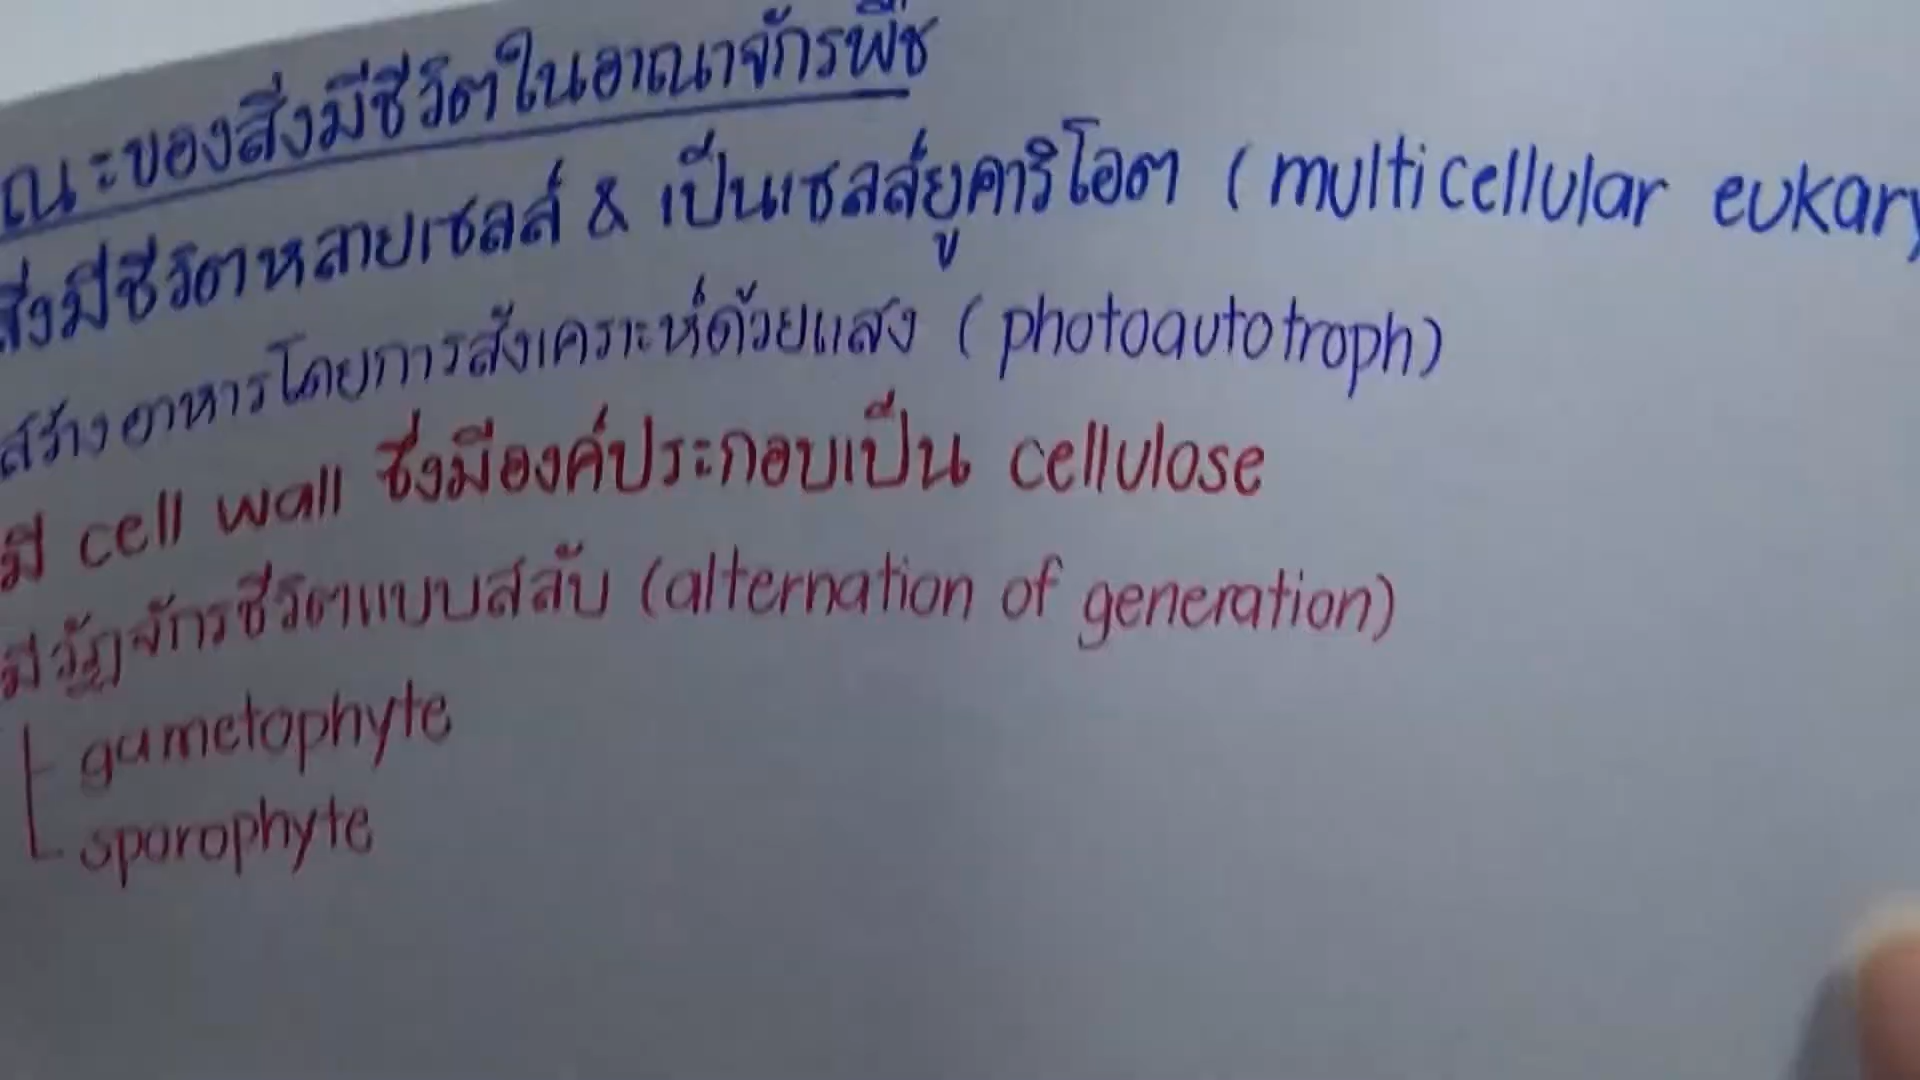 ณะของสิ่งมีชีวิตในอาณาจักรพืช
สิ่งมีชีวิตหลายเซลล์ & เป็นเซลล์ยูคาริโอต (multicellular eukary
สร้างอาหารโดยการสังเคราะห์ด้วยแสง (photoautotroph)
มี cell wall ซึ่งมีองค์ประกอบเป็น cellulose
มีวัฏจักรชีวิตแบบสลับ (alternation of generation)
gametophyte
sporophyte